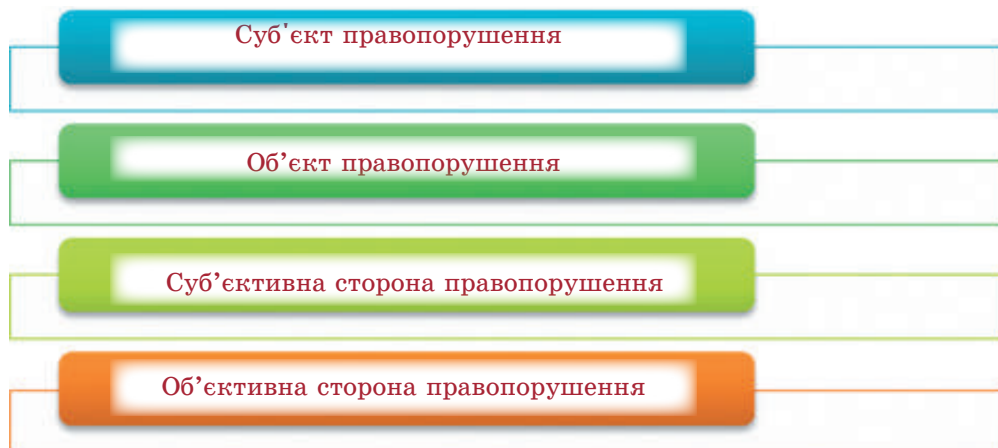 Суб'єкт правопорушення
Об’єкт правопорушення
Суб’єктивна сторона правопорушення
Об’єктивна сторона правопорушення